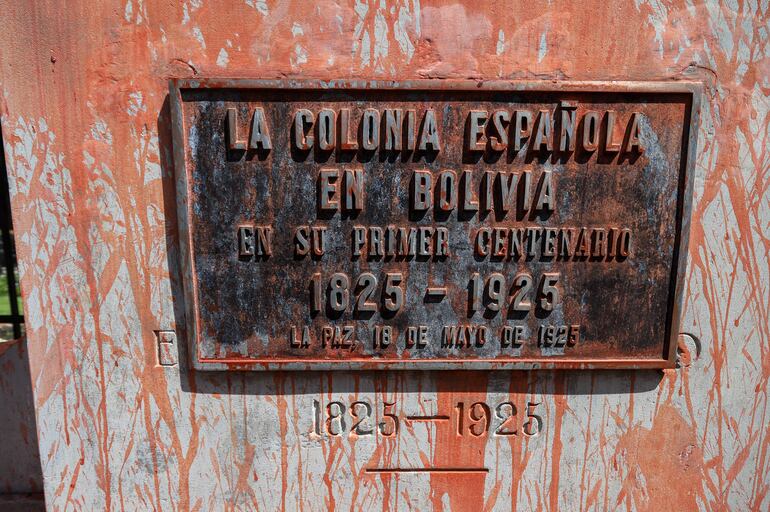 LA COLONIA ESPAÑOLA
EN BOLIVIA
EN SU PRIMER CENTENARIO
1825 - 1925
LA PAZ, 18 DE MAYO DE 1925
1825 — 1925